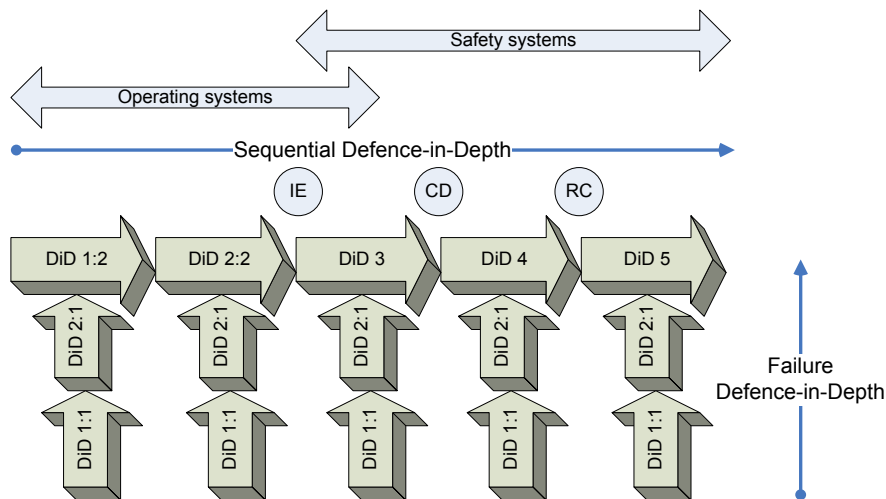 Safety systems
Operating systems
Sequential Defence-in-Depth
IE
CD
RC
DiD 1:2
DiD 2:2
DiD 3
DiD 4
DiD 5
DiD 2:1
DiD 2:1
DiD 2:1
DiD 2:1
DiD 2:1
Failure
Defence-in-Depth
DiD 1:1
DiD 1:1
DiD 1:1
DiD 1:1
DiD 1:1